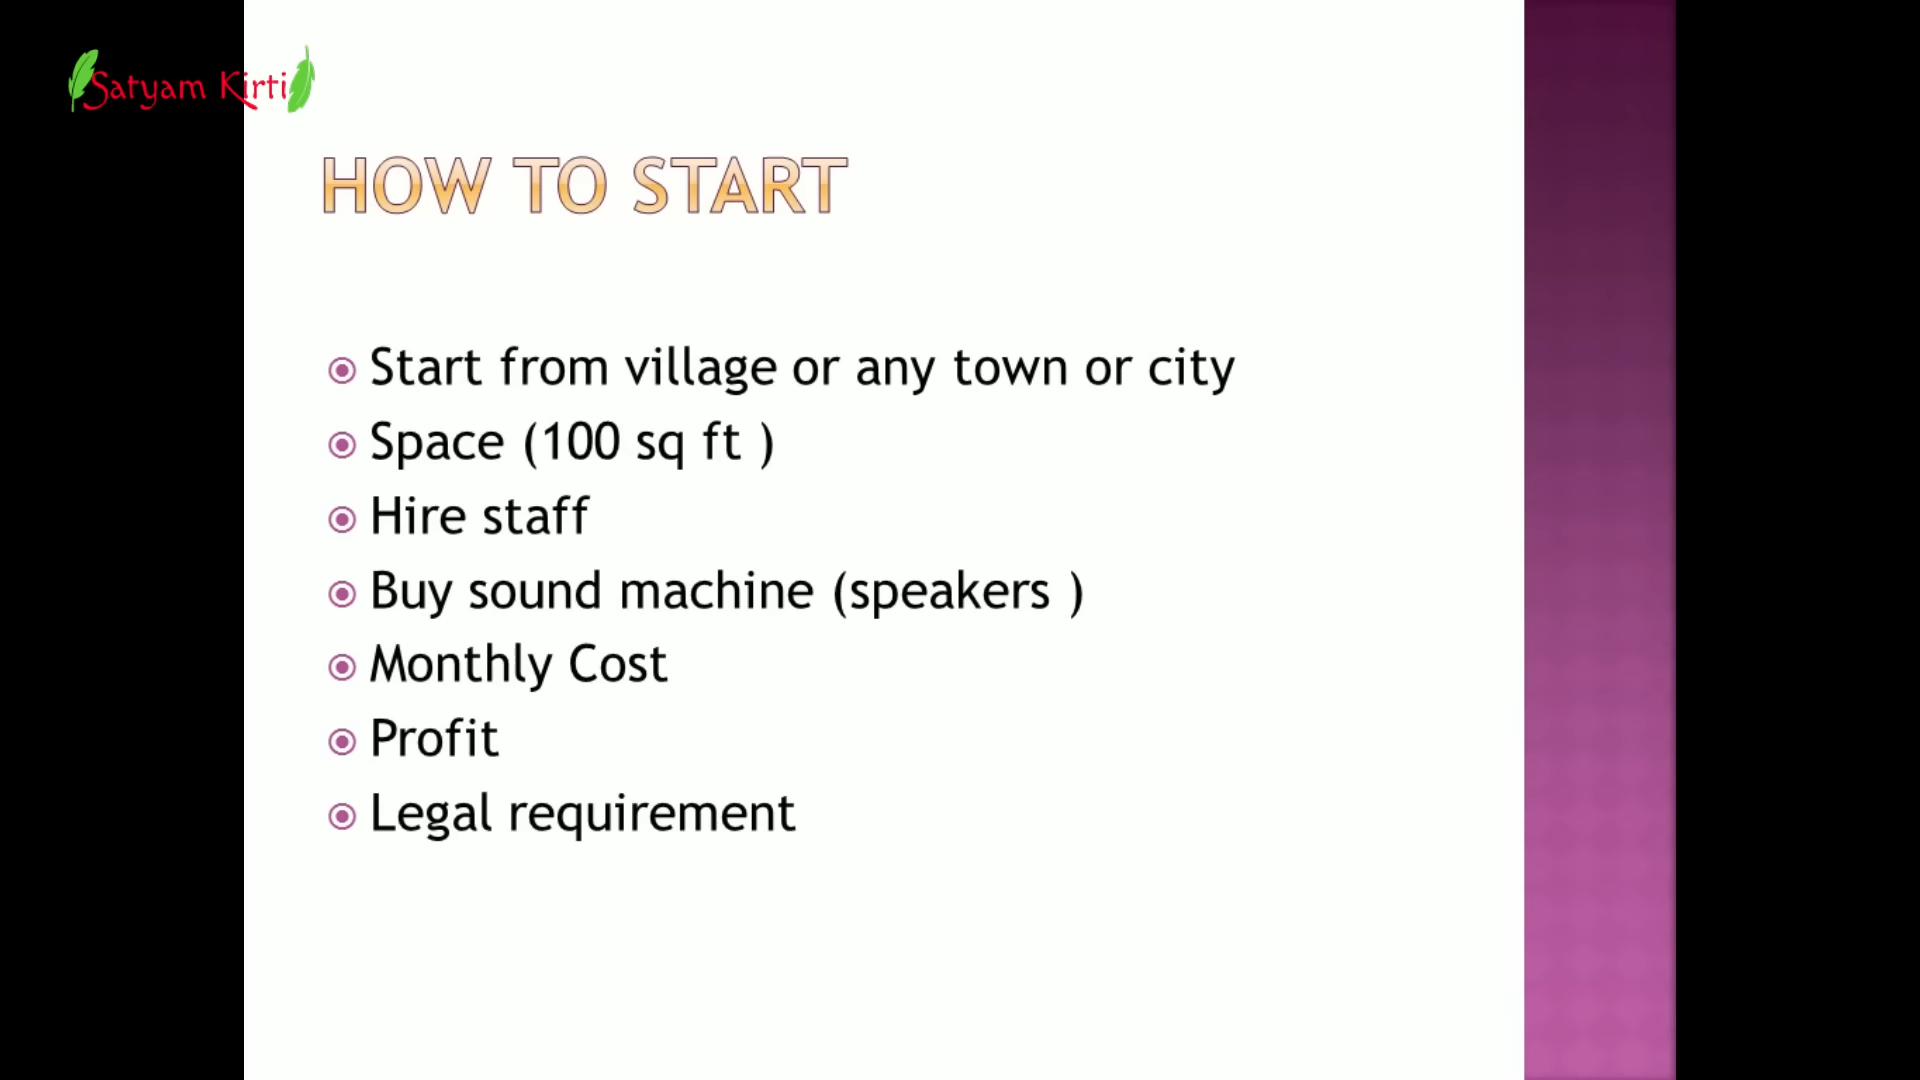 Satyam Kirti
HOW TO START
Start from village or any town or city
Space (100 sq ft )
Hire staff
Buy sound machine (speakers )
Monthly Cost
Profit
Legal requirement